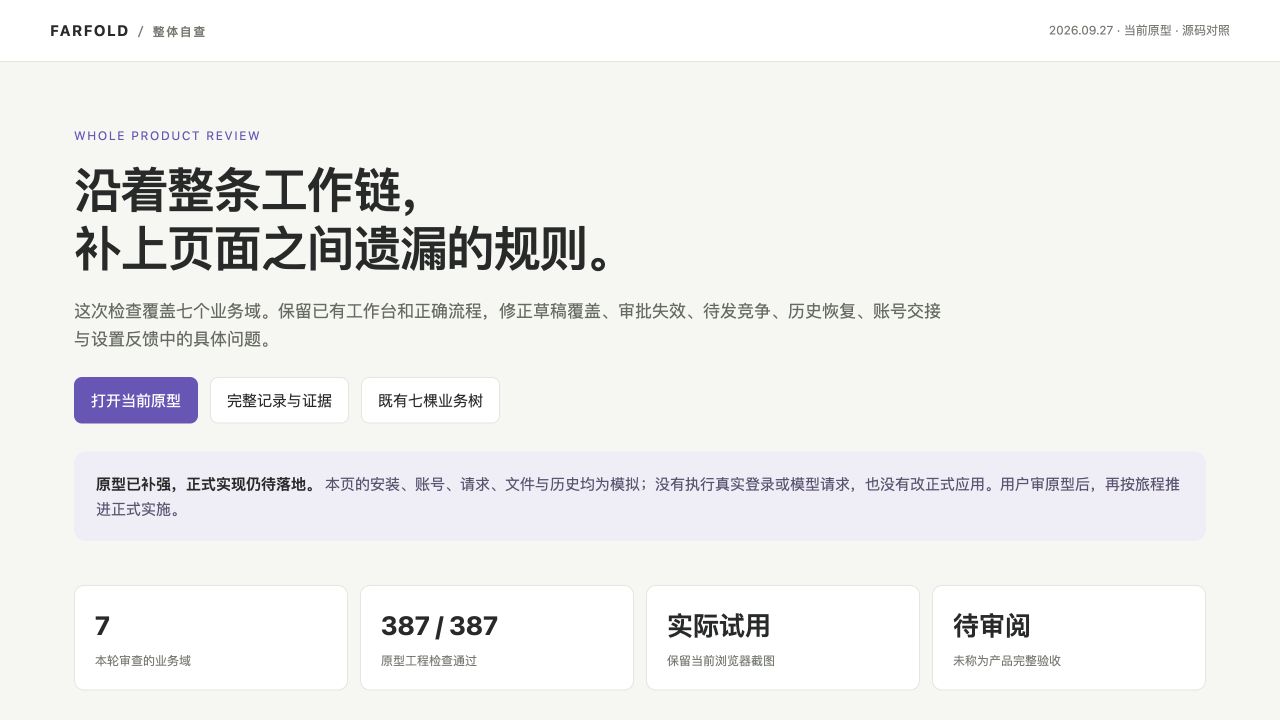 FARFOLD / 整体自查
2026.09.27 · 当前原型 · 源码对照
WHOLE PRODUCT REVIEW
沿着整条工作链，
补上页面之间遗漏的规则。
这次检查覆盖七个业务域。保留已有工作台和正确流程，修正草稿覆盖、审批失效、待发竞争、历史恢复、账号交接
与设置反馈中的具体问题。
打开当前原型
完整记录与证据
既有七棵业务树
原型已补强，正式实现仍待落地。 本页的安装、账号、请求、文件与历史均为模拟；没有执行真实登录或模型请求，也没有改正式应用。用户审原型后，再按旅程推
进正式实施。
7
本轮审查的业务域
387 / 387
原型工程检查通过
实际试用
保留当前浏览器截图
待审阅
未称为产品完整验收